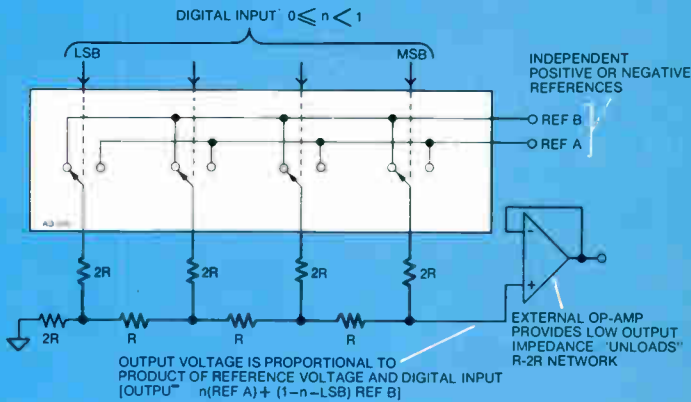 DIGITAL INPUT 0 ≤ n < 1
LSB
MSB
INDEPENDENT
POSITIVE OR NEGATIVE
REFERENCES
REF B
REF A
2R
2R
2R
2R
2R
R
R
R
EXTERNAL OP-AMP
PROVIDES LOW OUTPUT
IMPEDANCE "UNLOADS"
R-2R NETWORK
OUTPUT VOLTAGE IS PROPORTIONAL TO
PRODUCT OF REFERENCE VOLTAGE AND DIGITAL INPUT
n(REF A) + (1-n-LSB) REF B]